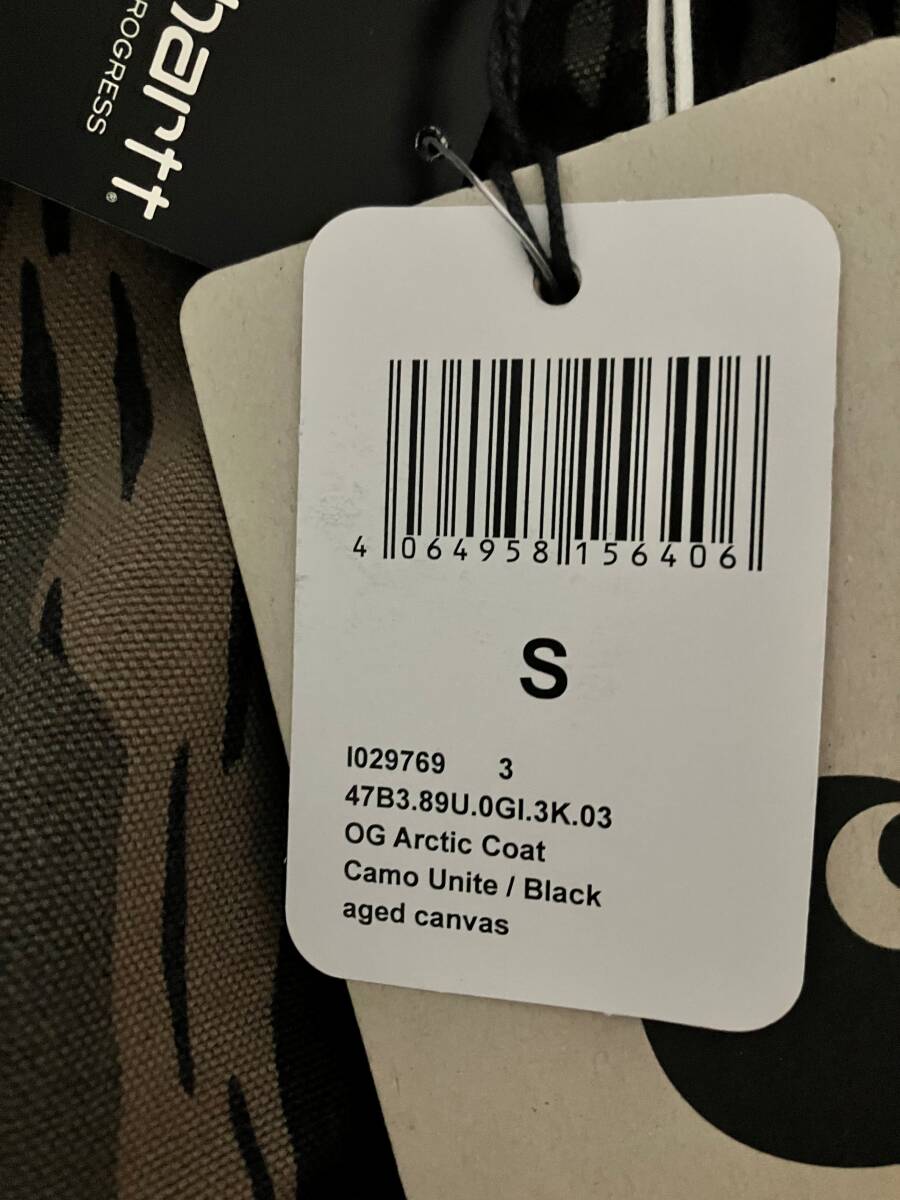 hartt®
ROGRESS
4 064958 156406
S
I029769 3
47B3.89U.0GI.3K.03
OG Arctic Coat
Camo Unite / Black
aged canvas